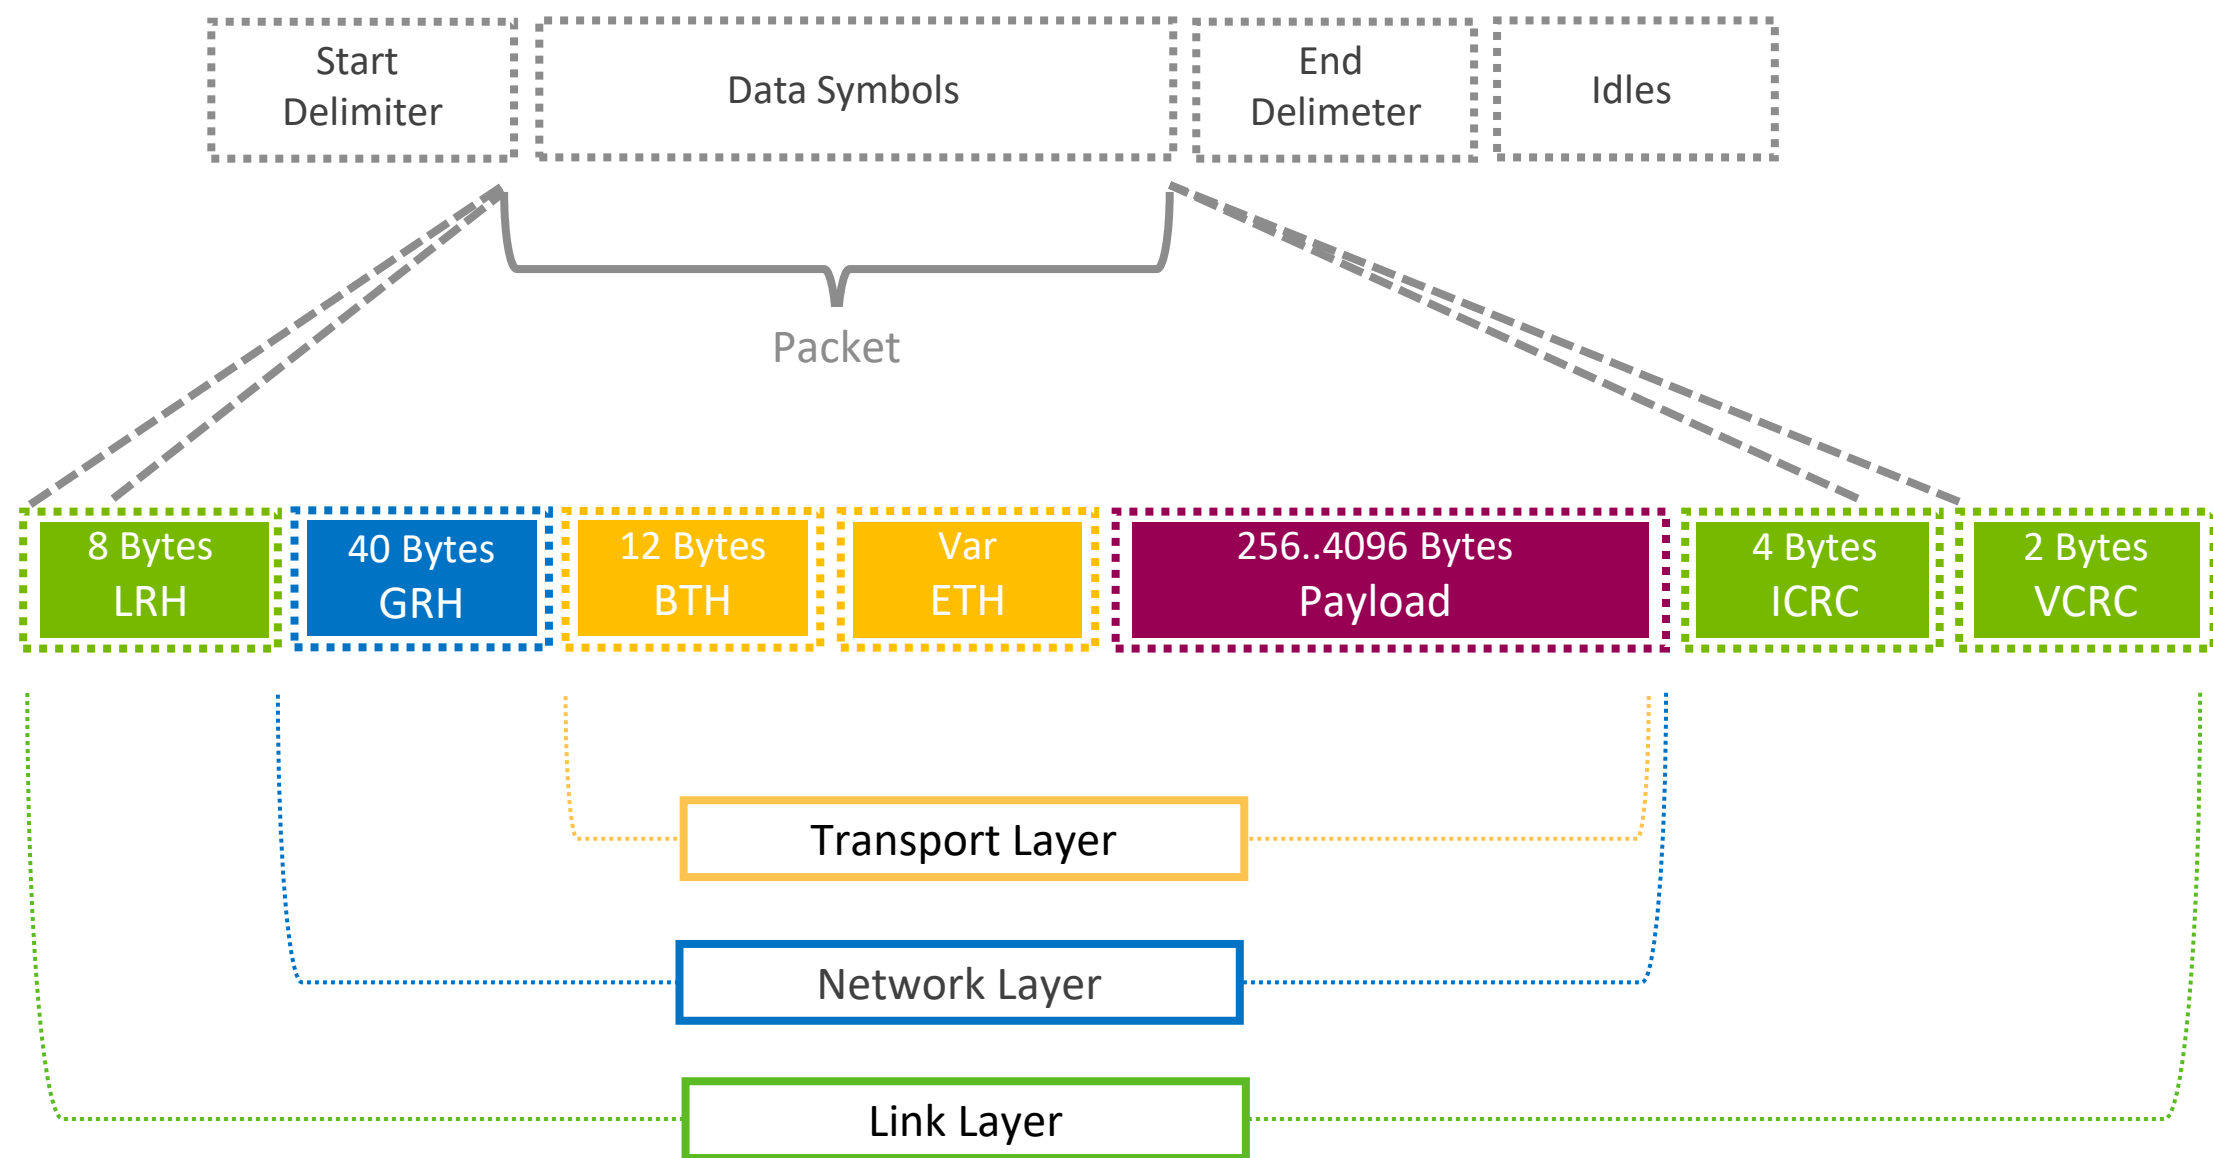 Start
Delimiter
Data Symbols
End
Delimeter
Idles
Packet
8 Bytes
LRH
40 Bytes
GRH
12 Bytes
BTH
Var
ETH
256..4096 Bytes
Payload
4 Bytes
ICRC
2 Bytes
VCRC
Transport Layer
Network Layer
Link Layer